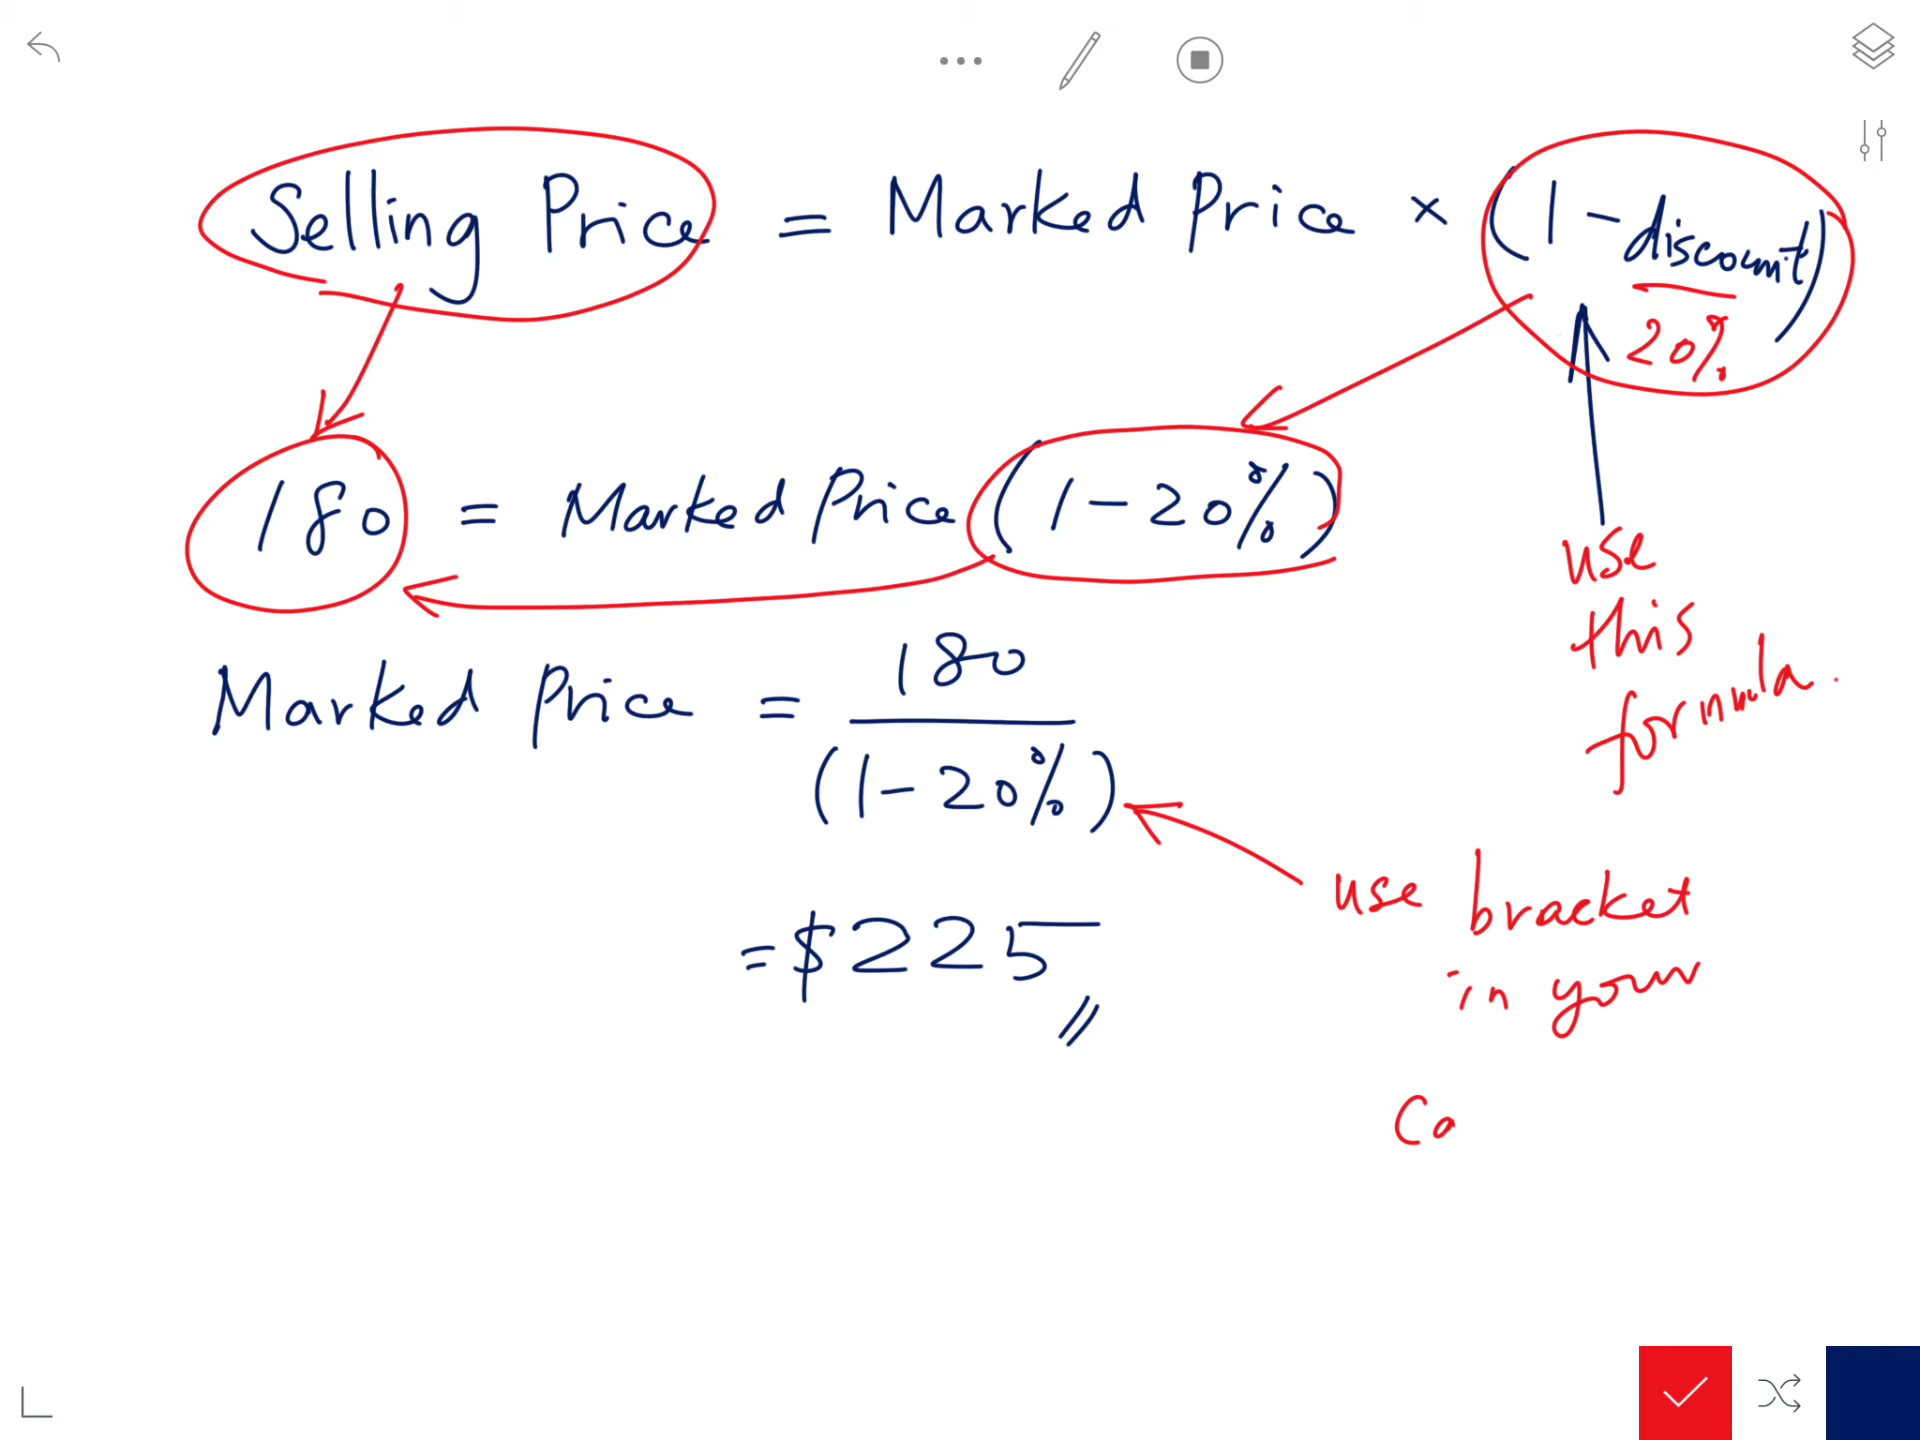 Selling Price = Marked Price × (1 - discount)
20%
180 = Marked Price (1 - 20%)
use
this
formula.
Marked Price = 180
(1 - 20%)
use bracket
in your
Ca
= $225